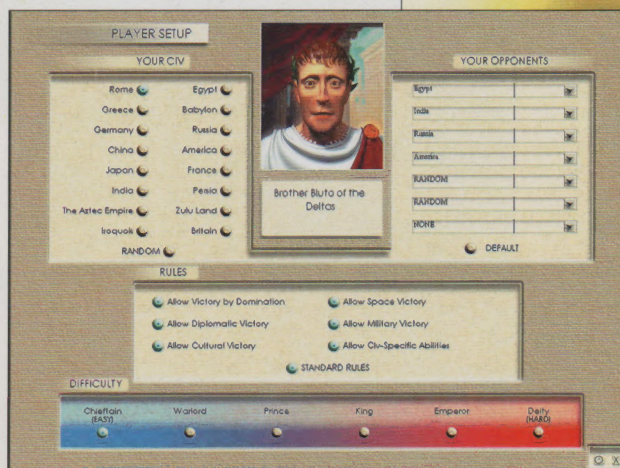 PLAYER SETUP
YOUR CIV
Rome Egypt
Greece Babylon
Germany Russia
China America
Japan France
India Persia
The Aztec Empire Zulu Land
Iroquois Britain
RANDOM
Brother Bluto of the
Deltas
YOUR OPPONENTS
Egypt
India
Russia
America
RANDOM
RANDOM
NONE
DEFAULT
RULES
Allow Victory by Domination Allow Space Victory
Allow Diplomatic Victory Allow Military Victory
Allow Cultural Victory Allow Civ-Specific Abilities
STANDARD RULES
DIFFICULTY
Chieftain Warlord Prince King Emperor Deity
(EASY) (HARD)